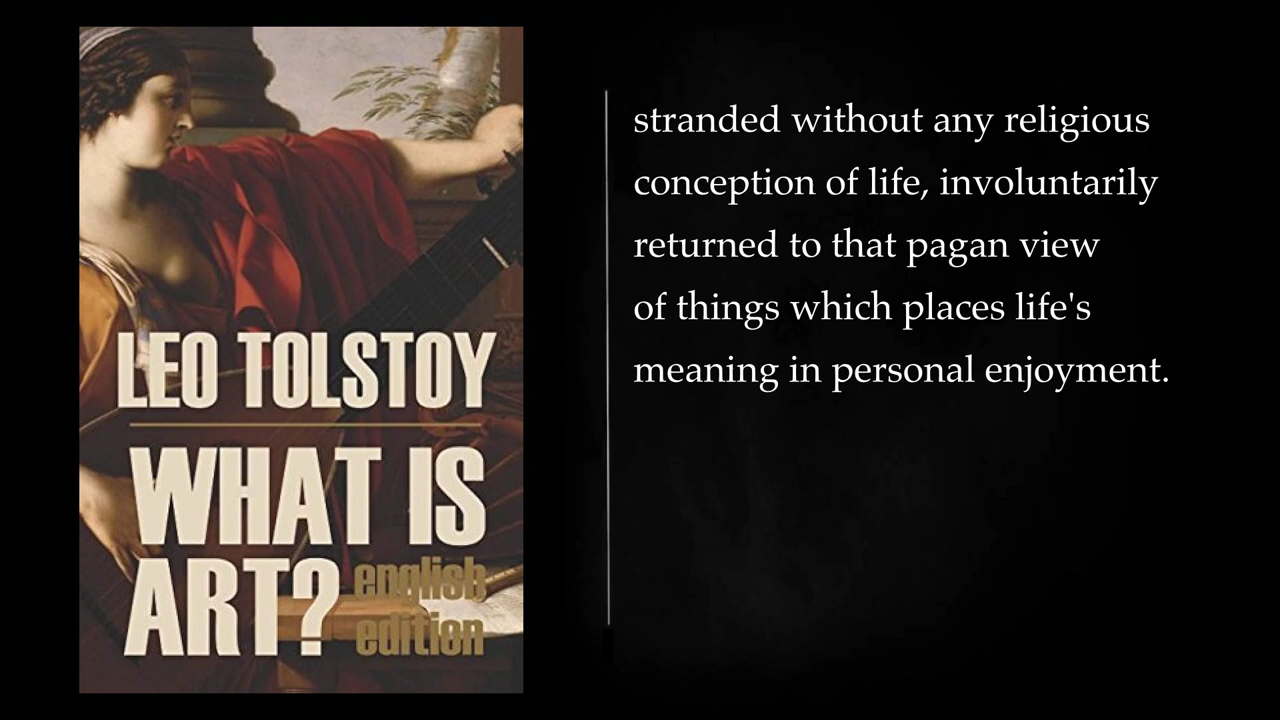 LEO TOLSTOY
WHAT IS
ART?
english
edition
stranded without any religious
conception of life, involuntarily
returned to that pagan view
of things which places life's
meaning in personal enjoyment.